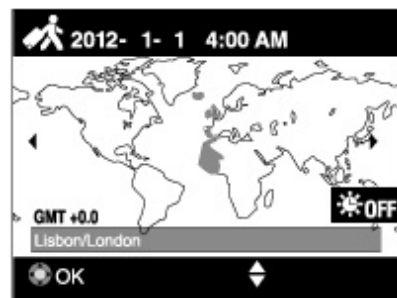 2012- 1- 1 4:00 AM
OFF
GMT +0.0
Lisbon/London
OK